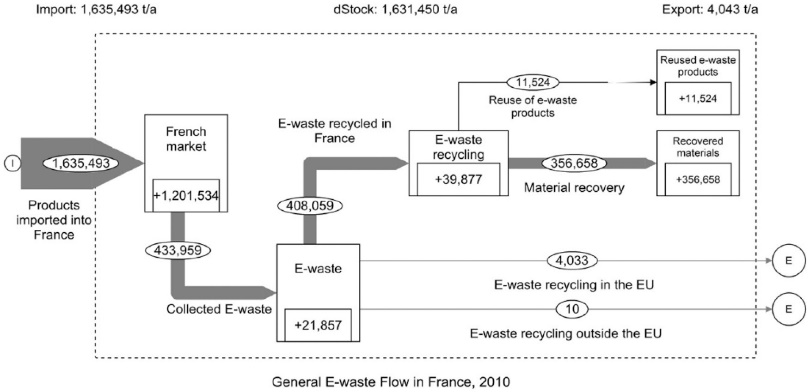 Import: 1,635,493 t/a
dStock: 1,631,450 t/a
Export: 4,043 t/a
11,524
Reuse of e-waste
products
Reused e-waste
products
+11,524
French
market
+1,201,534
E-waste recycled in
France
E-waste
recycling
+39,877
356,658
Material recovery
Recovered
materials
+356,658
I
1,635,493
Products
imported into
France
408,059
433,959
Collected E-waste
E-waste
+21,857
4,033
E-waste recycling in the EU
E
10
E-waste recycling outside the EU
E
General E-waste Flow in France, 2010